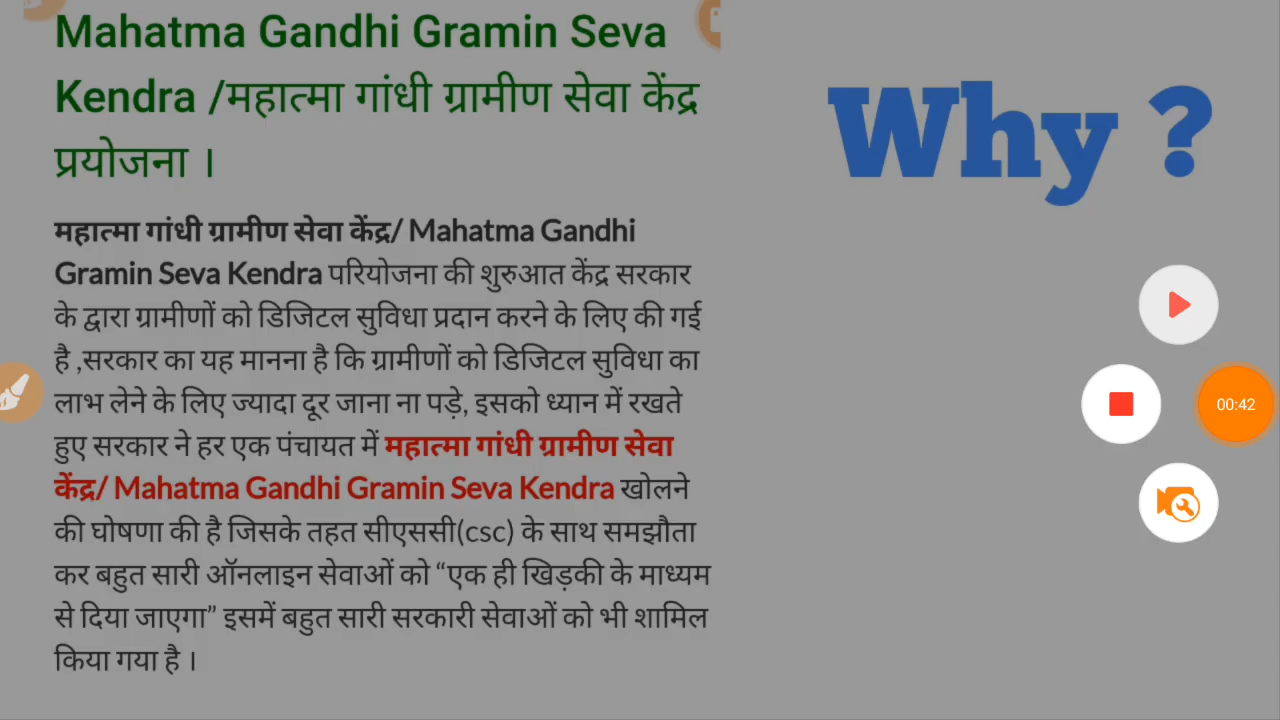 Mahatma Gandhi Gramin Seva
Kendra /महात्मा गांधी ग्रामीण सेवा केंद्र
प्रयोजना ।
महात्मा गांधी ग्रामीण सेवा केंद्र/ Mahatma Gandhi
Gramin Seva Kendra परियोजना की शुरुआत केंद्र सरकार
के द्वारा ग्रामीणों को डिजिटल सुविधा प्रदान करने के लिए की गई
है ,सरकार का यह मानना है कि ग्रामीणों को डिजिटल सुविधा का
लाभ लेने के लिए ज्यादा दूर जाना ना पड़े, इसको ध्यान में रखते
हुए सरकार ने हर एक पंचायत में महात्मा गांधी ग्रामीण सेवा
केंद्र/ Mahatma Gandhi Gramin Seva Kendra खोलने
की घोषणा की है जिसके तहत सीएससी(csc) के साथ समझौता
कर बहुत सारी ऑनलाइन सेवाओं को “एक ही खिड़की के माध्यम
से दिया जाएगा” इसमें बहुत सारी सरकारी सेवाओं को भी शामिल
किया गया है ।
Why ?
00:42